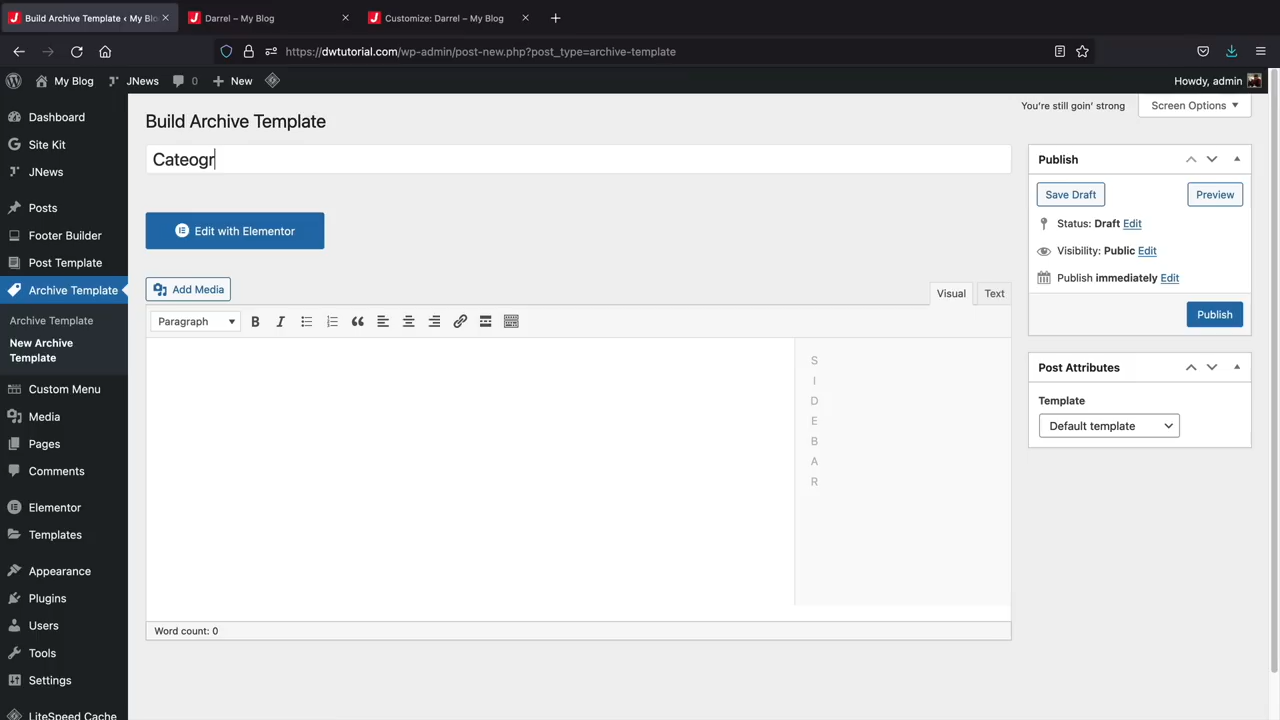 Build Archive Template ‹ My Blo
Darrel – My Blog
Customize: Darrel – My Blog
https://dwtutorial.com/wp-admin/post-new.php?post_type=archive-template
My Blog
JNews
0
New
Howdy, admin
You're still goin' strong
Screen Options
Dashboard
Site Kit
JNews
Posts
Footer Builder
Post Template
Archive Template
Archive Template
New Archive
Template
Custom Menu
Media
Pages
Comments
Elementor
Templates
Appearance
Plugins
Users
Tools
Settings
LiteSpeed Cache
Build Archive Template
Cateogr
Edit with Elementor
Add Media
Visual
Text
Paragraph
B
I
S
I
D
E
B
A
R
Word count: 0
Publish
Save Draft
Preview
Status: Draft Edit
Visibility: Public Edit
Publish immediately Edit
Publish
Post Attributes
Template
Default template